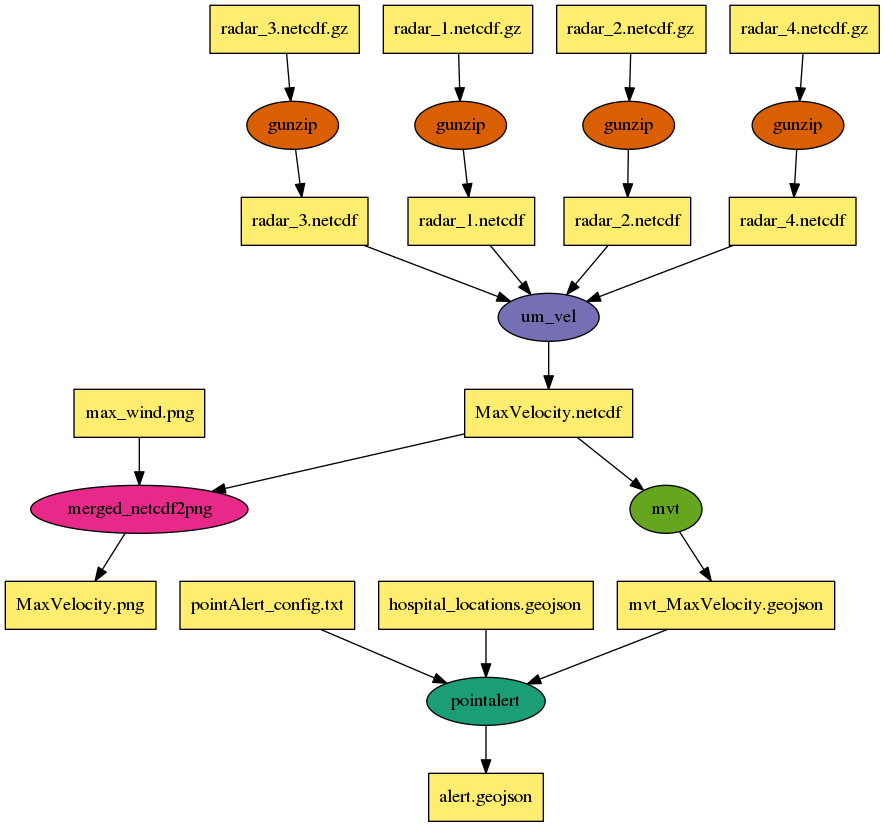 radar_3.netcdf.gz
radar_1.netcdf.gz
radar_2.netcdf.gz
radar_4.netcdf.gz
gunzip
gunzip
gunzip
gunzip
radar_3.netcdf
radar_1.netcdf
radar_2.netcdf
radar_4.netcdf
um_vel
max_wind.png
MaxVelocity.netcdf
merged_netcdf2png
mvt
MaxVelocity.png
pointAlert_config.txt
hospital_locations.geojson
mvt_MaxVelocity.geojson
pointalert
alert.geojson